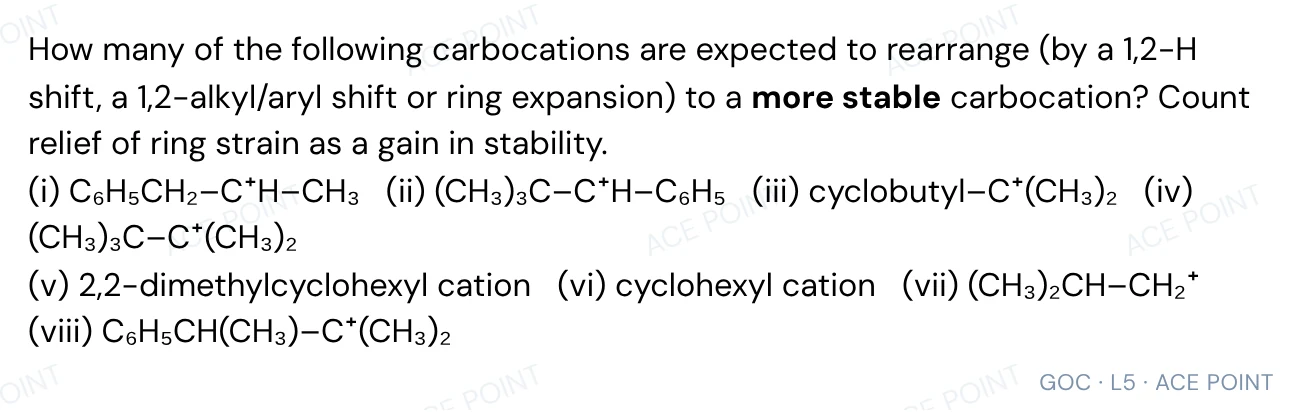 How many of the following carbocations are expected to rearrange (by a 1,2-H
shift, a 1,2-alkyl/aryl shift or ring expansion) to a more stable carbocation? Count
relief of ring strain as a gain in stability.
(i) C₆H₅CH₂–C⁺H–CH₃ (ii) (CH₃)₃C–C⁺H–C₆H₅ (iii) cyclobutyl–C⁺(CH₃)₂ (iv)
(CH₃)₃C–C⁺(CH₃)₂
(v) 2,2-dimethylcyclohexyl cation (vi) cyclohexyl cation (vii) (CH₃)₂CH–CH₂⁺
(viii) C₆H₅CH(CH₃)–C⁺(CH₃)₂
GOC · L5 · ACE POINT